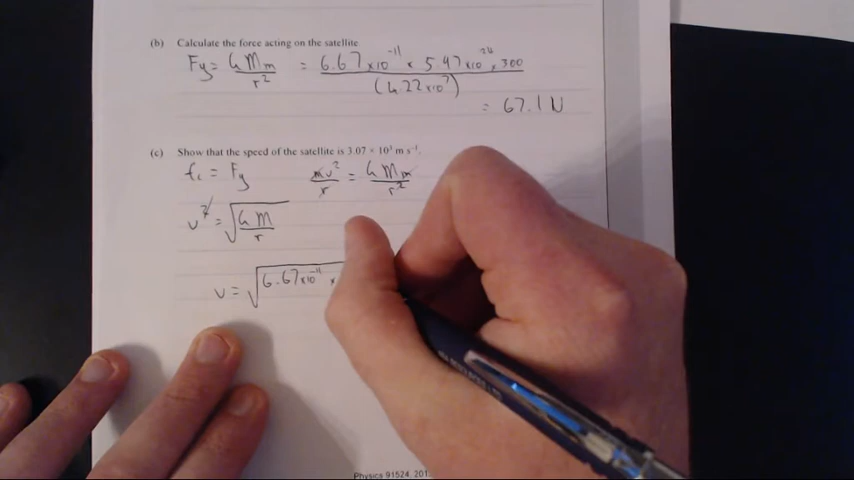 (b) Calculate the force acting on the satellite.
Fg = GMm/r² = 6.67×10⁻¹¹ × 5.97×10²⁴ × 300/(4.22×10⁷)
= 67.1 N
(c) Show that the speed of the satellite is 3.07 × 10³ m s⁻¹.
Fc = Fg mv²/r = GMm/r²
v² = √GM/r
v = √6.67×10⁻¹¹ ×
Physics 91524, 201